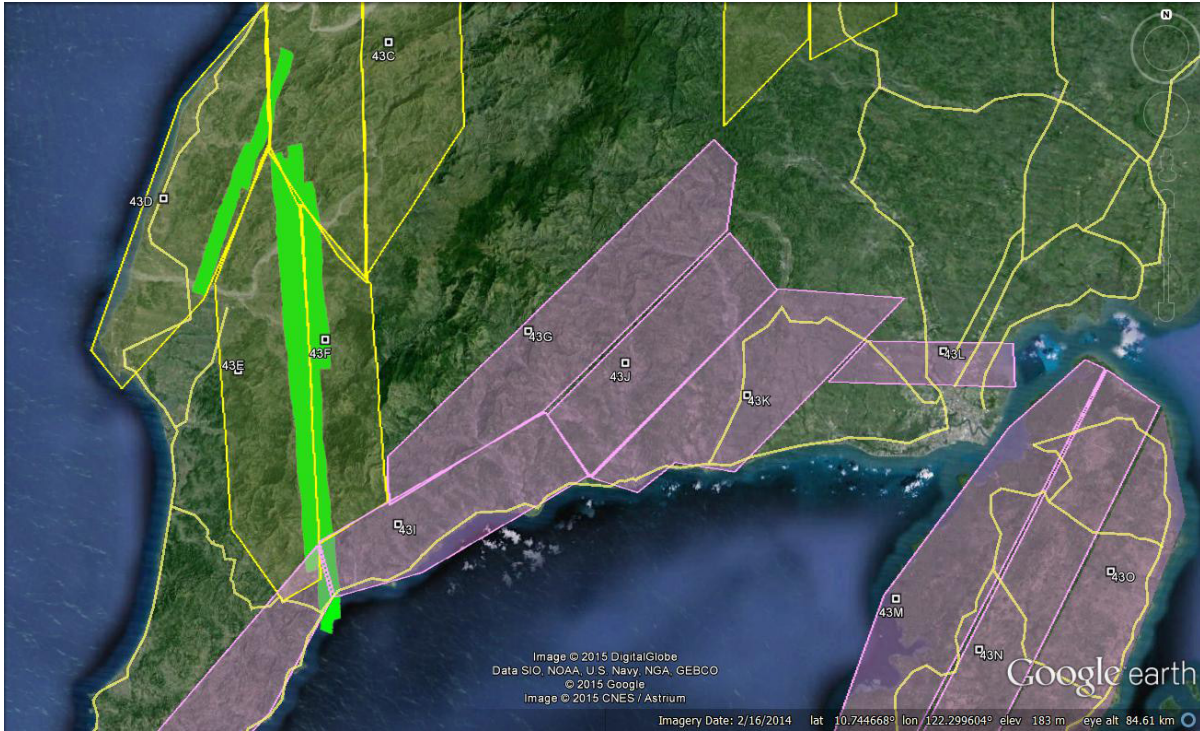 N
43C
43D
43G
43F
43L
43E
43J
43K
43I
43O
43M
43N
Image © 2015 DigitalGlobe
Data SIO, NOAA, U.S. Navy, NGA, GEBCO
© 2015 Google
Image © 2015 CNES / Astrium
Google earth
Imagery Date: 2/16/2014 lat 10.744668° lon 122.299604° elev 183 m eye alt 84.61 km